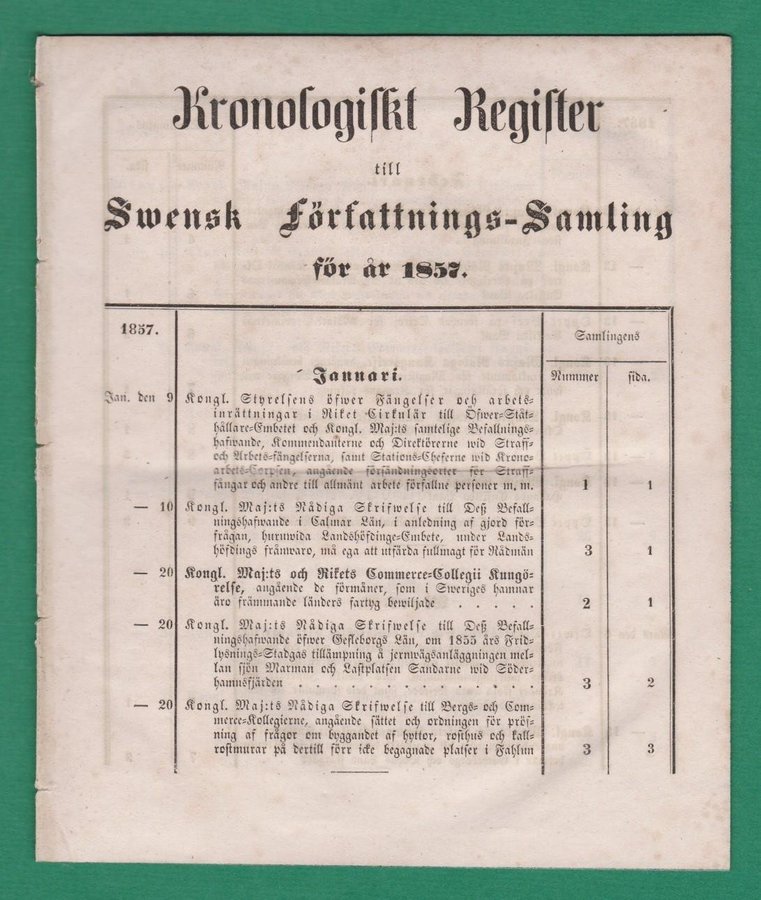 Kronologiskt Register
till
Swensk Författnings-Samling
för år 1857.
1857.
Samlingens
Januari.
Nummer
sida.
Jan. den 9 Kongl. Styrelsens öfwer Fängelser och arbets-
inrättningar i Riket Cirkulär till Öfwer-Ståt-
hållare-Embetet och Kongl. Maj:ts samtelige Befallnings-
hafwande, Kommendanterne och Direktörerne wid Straff-
och Arbets-fängelserna, samt Stations-Cheferne wid Krono-
arbets-Corpsen, angående försändningsorter för Straff-
fångar och andre till allmänt arbete förfallne personer m. m. 1 1
— 10 Kongl. Maj:ts Nådiga Skrifwelse till Deß Befall-
ningshafwande i Calmar Län, i anledning af gjord för-
frågan, huruwida Landshöfdinge-Embete, under Lands-
höfdings frånwaro, må ega att utfärda fullmagt för Rådmän 3 1
— 20 Kongl. Maj:ts och Rikets Commerce-Collegii Kungö-
relse, angående de förmåner, som i Sweriges hamnar
äro främmande länders fartyg bewiljade . . . . . 2 1
— 20 Kongl. Maj:ts Nådiga Skrifwelse till Deß Befall-
ningshafwande öfwer Gefleborgs Län, om 1855 års Frid-
lysnings-Stadgas tillämpning å jernwägsanläggningen mel-
lan sjön Marman och Lastplatsen Sandarne wid Söder-
hamnsfjärden . . . . . . . . . . . . . . 3 2
— 20 Kongl. Maj:ts Nådiga Skrifwelse till Bergs- och Com-
merce-Kollegierne, angående sättet och ordningen för pröf-
ning af frågor om byggandet af hyttor, rosthus och kall-
rostmurar på dertill förr icke begagnade platser i Fahlun 3 3